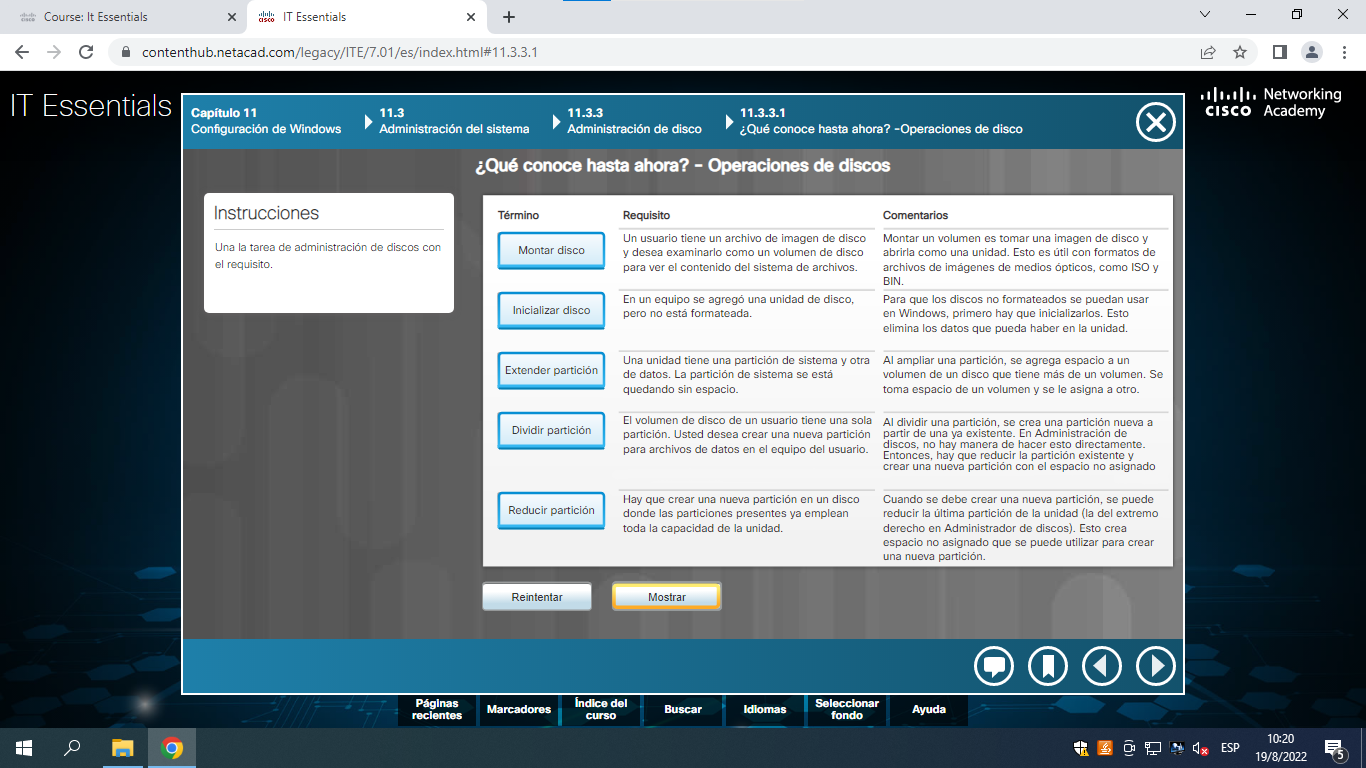 Course: It Essentials
IT Essentials
contenthub.netacad.com/legacy/ITE/7.01/es/index.html#11.3.3.1
IT Essentials
Capítulo 11
Configuración de Windows
11.3
Administración del sistema
11.3.3
Administración de disco
11.3.3.1
¿Qué conoce hasta ahora? -Operaciones de disco
CISCO
Networking
Academy
¿Qué conoce hasta ahora? - Operaciones de discos
Instrucciones
Una la tarea de administración de discos con
el requisito.
Término
Requisito
Comentarios
Montar disco
Un usuario tiene un archivo de imagen de disco
y desea examinarlo como un volumen de disco
para ver el contenido del sistema de archivos.
Montar un volumen es tomar una imagen de disco y
abrirla como una unidad. Esto es útil con formatos de
archivos de imágenes de medios ópticos, como ISO y
BIN.
Inicializar disco
En un equipo se agregó una unidad de disco,
pero no está formateada.
Para que los discos no formateados se puedan usar
en Windows, primero hay que inicializarlos. Esto
elimina los datos que pueda haber en la unidad.
Extender partición
Una unidad tiene una partición de sistema y otra
de datos. La partición de sistema se está
quedando sin espacio.
Al ampliar una partición, se agrega espacio a un
volumen de un disco que tiene más de un volumen. Se
toma espacio de un volumen y se le asigna a otro.
Dividir partición
El volumen de disco de un usuario tiene una sola
partición. Usted desea crear una nueva partición
para archivos de datos en el equipo del usuario.
Al dividir una partición, se crea una partición nueva a
partir de una ya existente. En Administración de
discos, no hay manera de hacer esto directamente.
Entonces, hay que reducir la partición existente y
crear una nueva partición con el espacio no asignado
Reducir partición
Hay que crear una nueva partición en un disco
donde las particiones presentes ya emplean
toda la capacidad de la unidad.
Cuando se debe crear una nueva partición, se puede
reducir la última partición de la unidad (la del extremo
derecho en Administrador de discos). Esto crea
espacio no asignado que se puede utilizar para crear
una nueva partición.
Reintentar
Mostrar
Páginas
recientes
Marcadores
Índice del
curso
Buscar
Idiomas
Seleccionar
fondo
Ayuda
ESP
10:20
19/8/2022
5